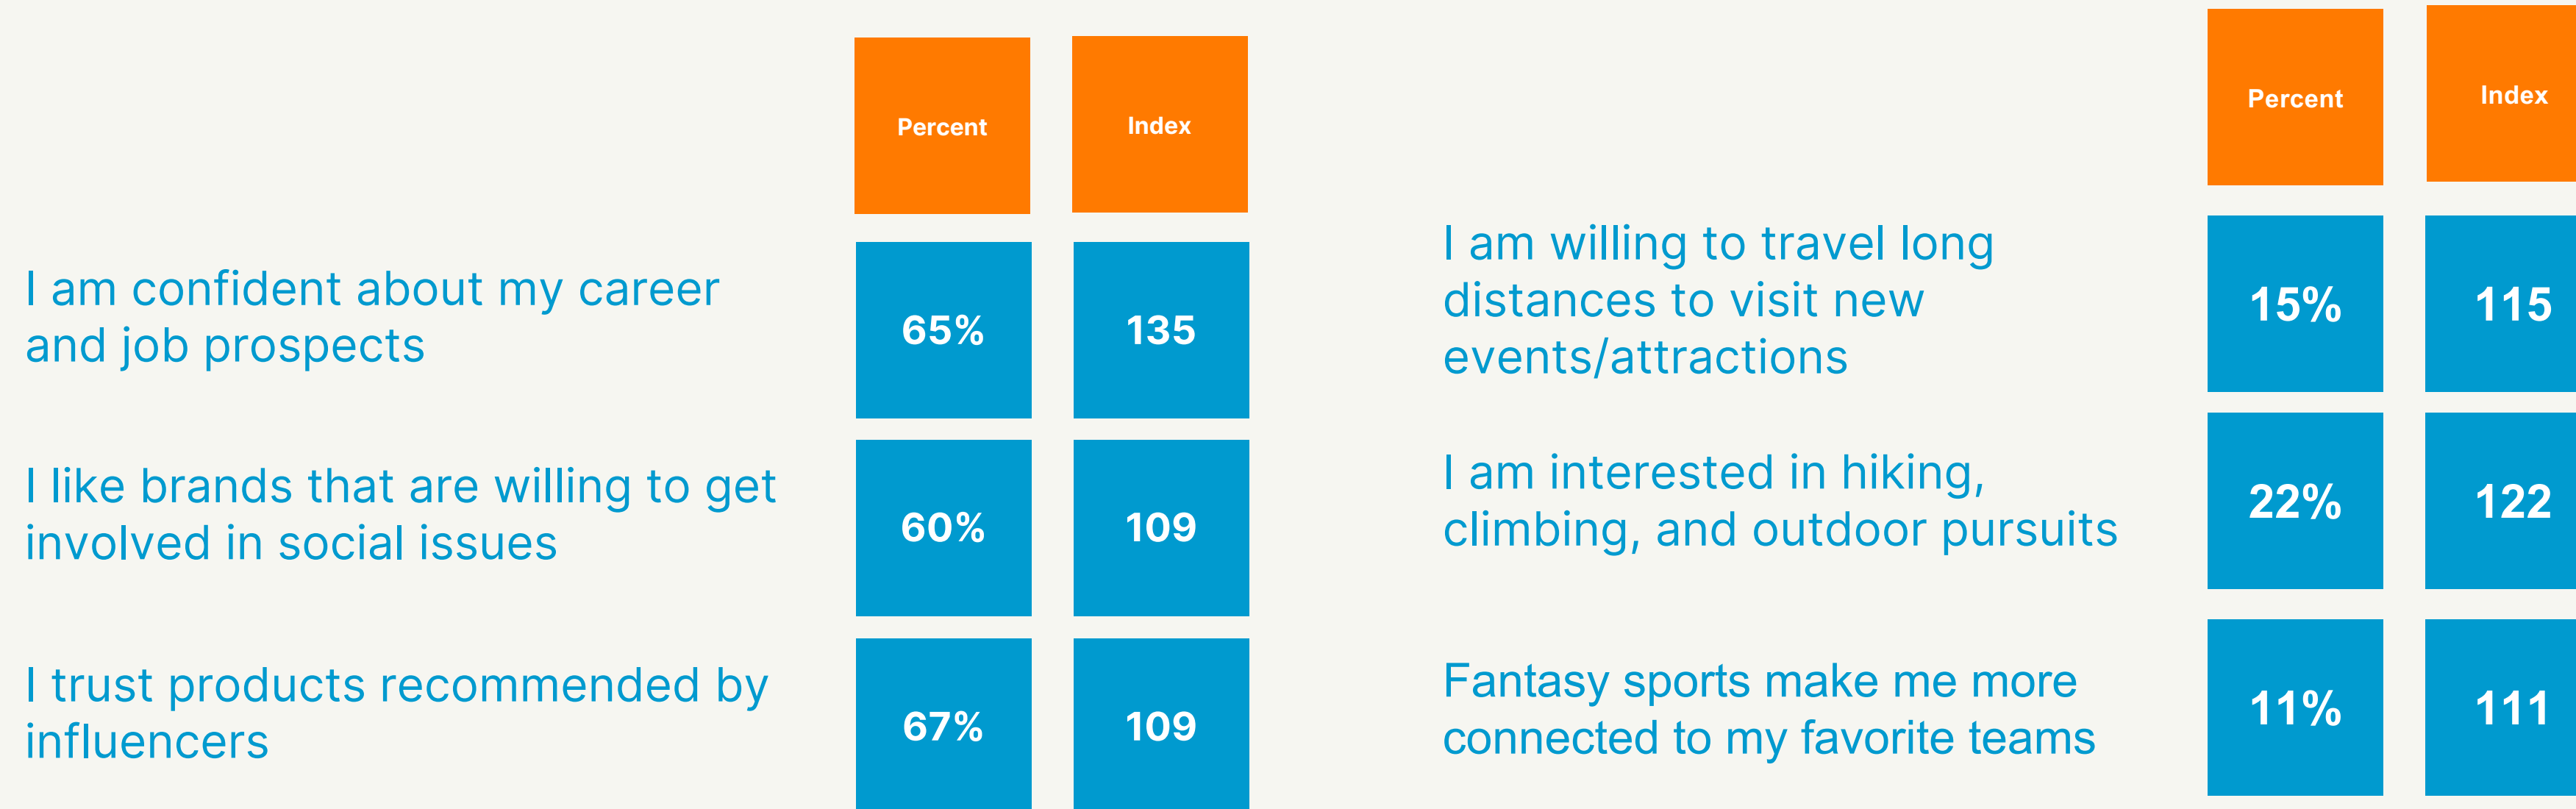 Percent Index
I am confident about my career
and job prospects
65% 135
I like brands that are willing to get
involved in social issues
60% 109
I trust products recommended by
influencers
67% 109
Percent Index
I am willing to travel long
distances to visit new
events/attractions
15% 115
I am interested in hiking,
climbing, and outdoor pursuits
22% 122
Fantasy sports make me more
connected to my favorite teams
11% 111